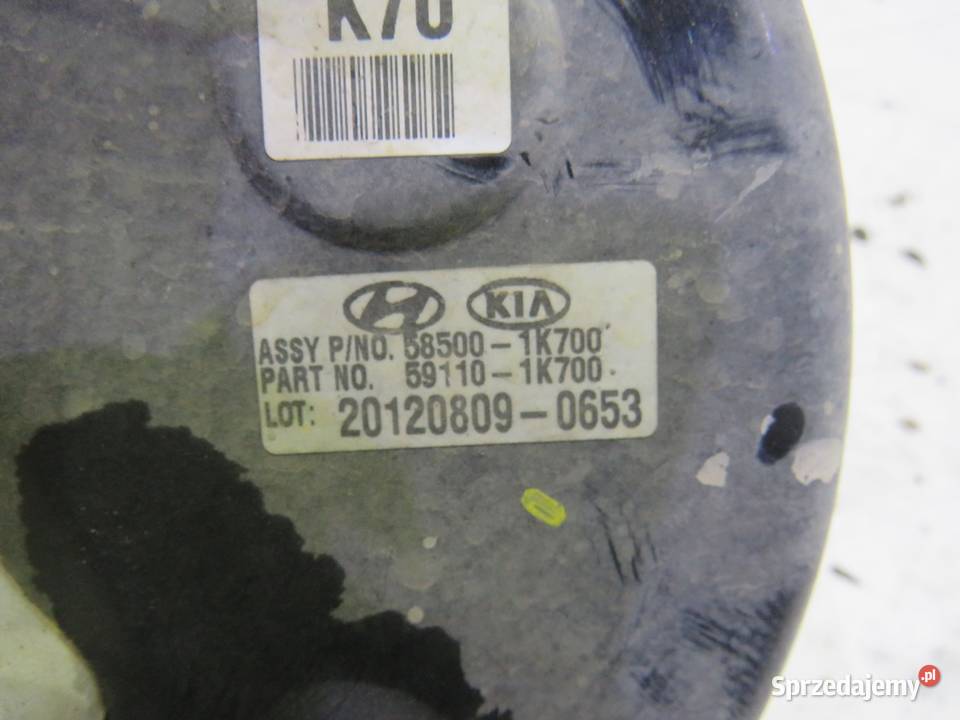 K70
KIA
ASSY P/NO. 58500-1K700
PART NO. 59110-1K700
LOT: 20120809-0653
Sprzedajemy.pl